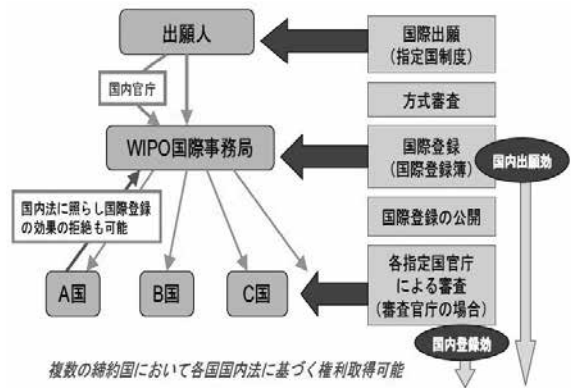 出願人
国内官庁
WIPO国際事務局
国内法に照らし国際登録
の効果の拒絶も可能
A国
B国
C国
国際出願
(指定国制度)
方式審査
国際登録
(国際登録簿)
国内出願効
国際登録の公開
各指定国官庁
による審査
(審査官庁の場合)
国内登録効
複数の締約国において各国国内法に基づく権利取得可能